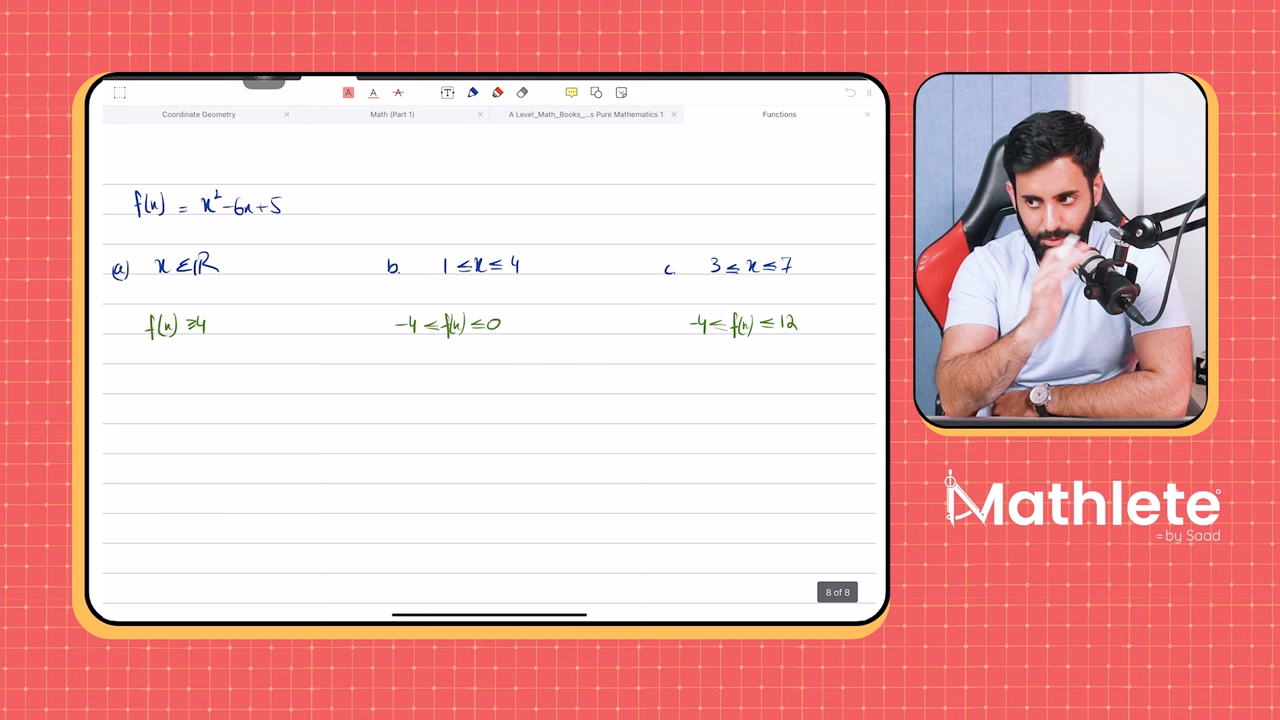 Coordinate Geometry
Math (Part 1)
A Level_Math_Books_...s Pure Mathematics 1
Functions
f(x) = x² - 6x + 5
a) x ∈ ℝ
b. 1 ≤ x ≤ 4
c. 3 ≤ x ≤ 7
f(x) ≥ 4
-4 ≤ f(x) ≤ 0
-4 ≤ f(x) ≤ 12
8 of 8
Mathlete
= by Saad